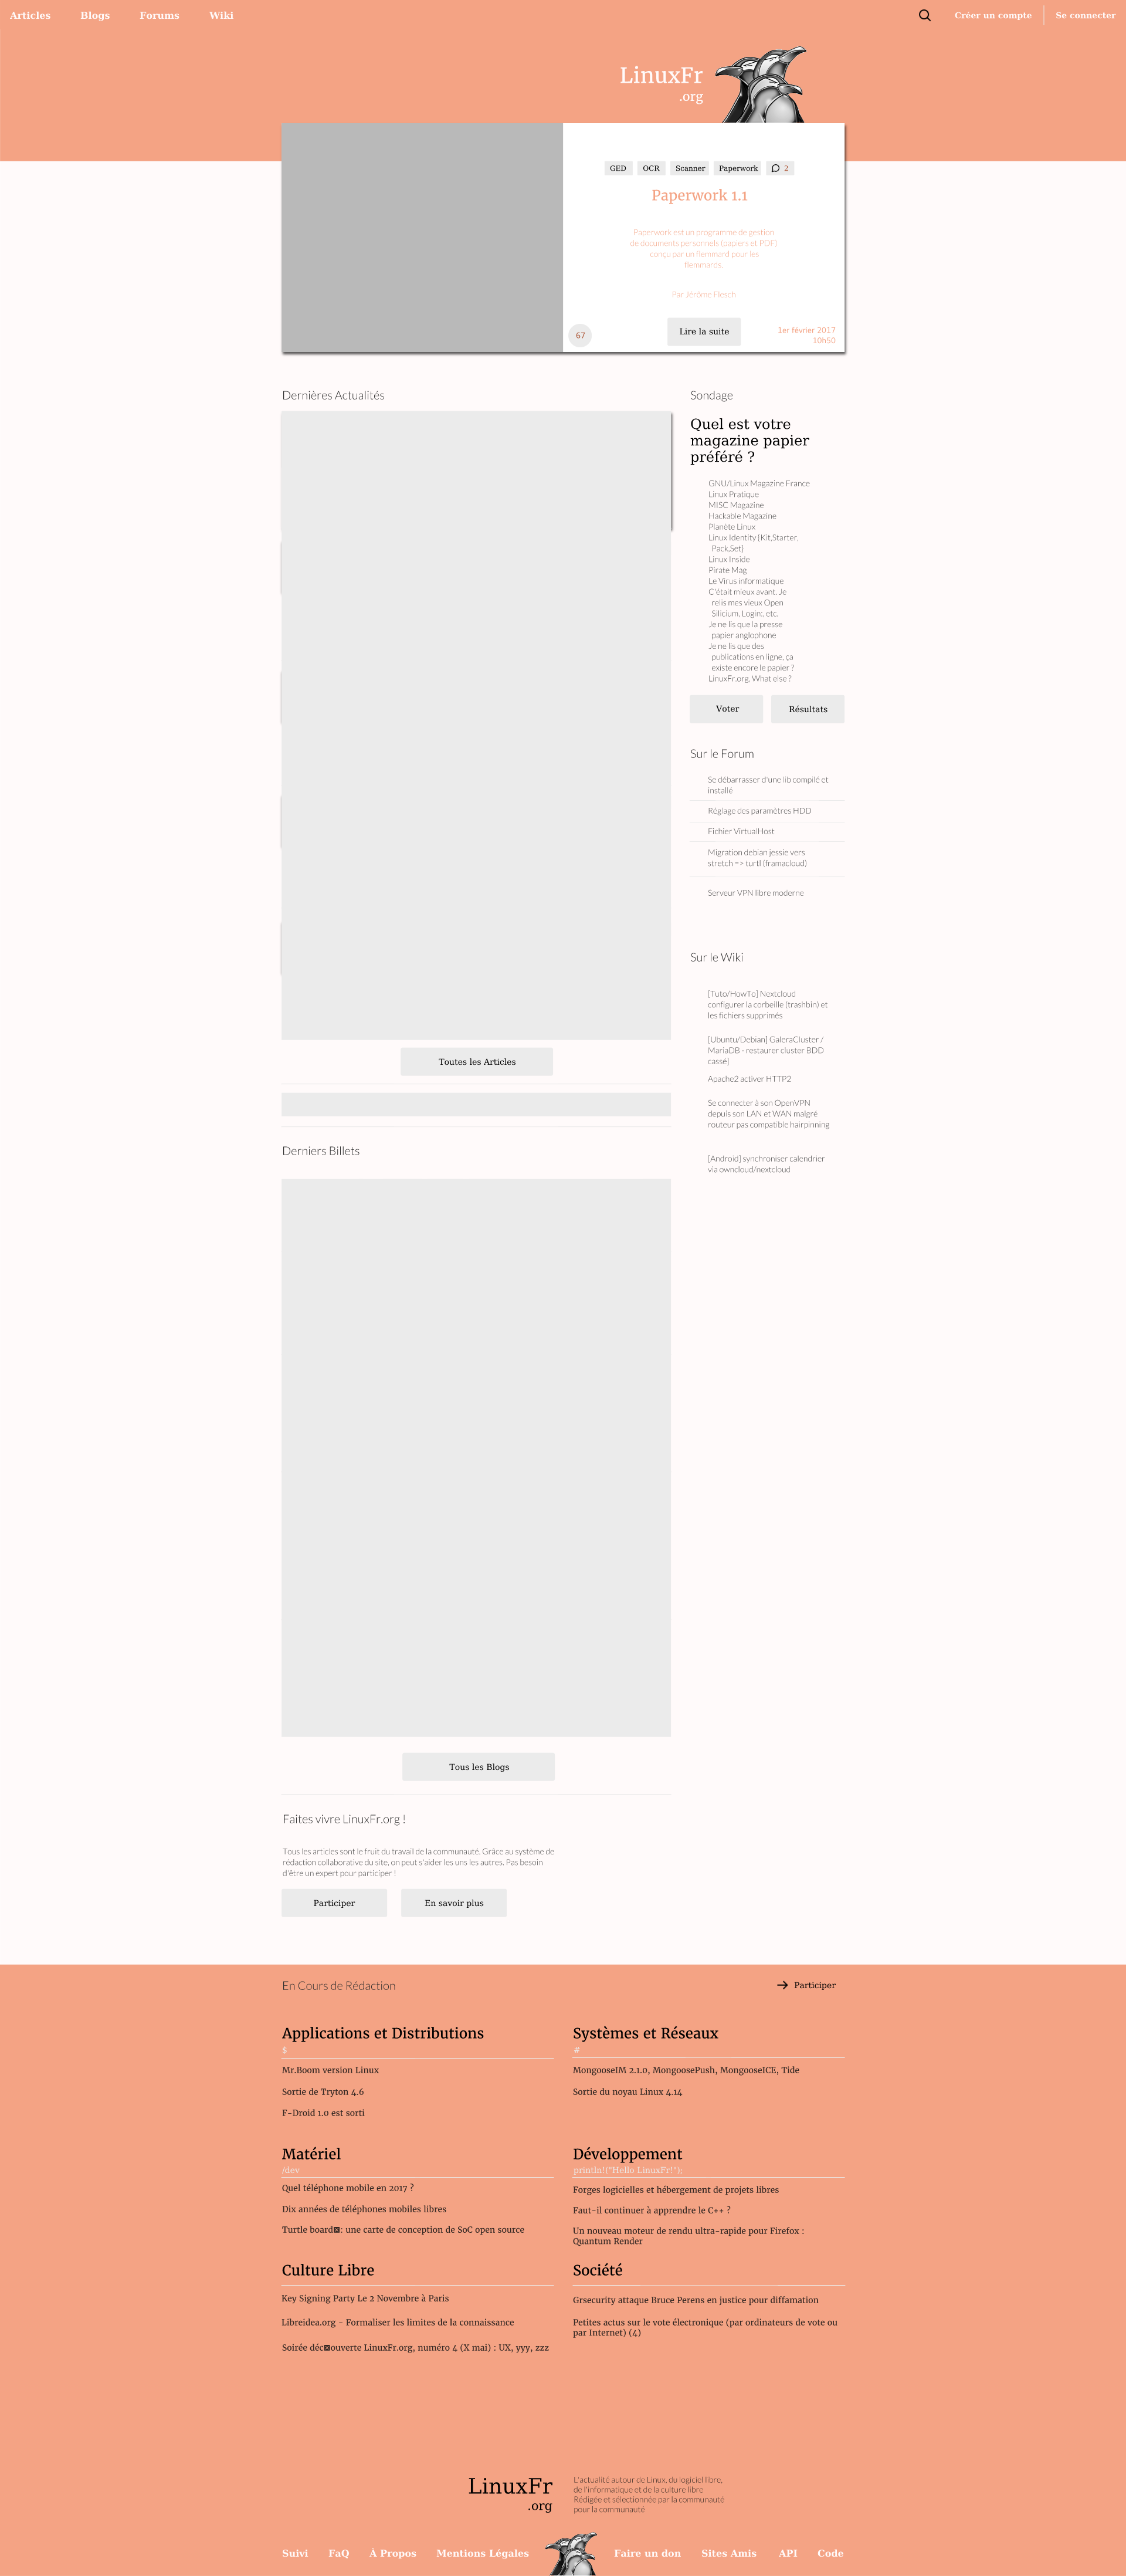 Articles Blogs Forums Wiki Créer un compte Se connecter
LinuxFr
.org
GED OCR Scanner Paperwork 2
Paperwork 1.1
Paperwork est un programme de gestion
de documents personnels (papiers et PDF)
conçu par un flemmard pour les
flemmards.
Par Jérôme Flesch
67
Lire la suite
1er février 2017
10h50
Dernières Actualités
Toutes les Articles
Derniers Billets
Tous les Blogs
Faites vivre LinuxFr.org !
Tous les articles sont le fruit du travail de la communauté. Grâce au système de
rédaction collaborative du site, on peut s'aider les uns les autres. Pas besoin
d'être un expert pour participer !
Participer En savoir plus
Sondage
Quel est votre
magazine papier
préféré ?
GNU/Linux Magazine France
Linux Pratique
MISC Magazine
Hackable Magazine
Planète Linux
Linux Identity (Kit,Starter,
Pack,Set)
Linux Inside
Pirate Mag
Le Virus informatique
C'était mieux avant, Je
relis mes vieux Open
Silicium, Login:, etc.
Je ne lis que la presse
papier anglophone
Je ne lis que des
publications en ligne, ça
existe encore le papier ?
LinuxFr.org, What else ?
Voter Résultats
Sur le Forum
Se débarrasser d'une lib compilé et
installé
Réglage des paramètres HDD
Fichier VirtualHost
Migration debian jessie vers
stretch => turtl (framacloud)
Serveur VPN libre moderne
Sur le Wiki
[Tuto/HowTo] Nextcloud
configurer la corbeille (trashbin) et
les fichiers supprimés
[Ubuntu/Debian] GaleraCluster /
MariaDB - restaurer cluster BDD
cassé]
Apache2 activer HTTP2
Se connecter à son OpenVPN
depuis son LAN et WAN malgré
routeur pas compatible hairpinning
[Android] synchroniser calendrier
via owncloud/nextcloud
En Cours de Rédaction
Participer
Applications et Distributions
$
Mr.Boom version Linux
Sortie de Tryton 4.6
F-Droid 1.0 est sorti
Systèmes et Réseaux
#
MongooseIM 2.1.0, MongoosePush, MongooseICE, Tide
Sortie du noyau Linux 4.14
Matériel
/dev
Quel téléphone mobile en 2017 ?
Dix années de téléphones mobiles libres
Turtle board : une carte de conception de SoC open source
Développement
println!("Hello LinuxFr!");
Forges logicielles et hébergement de projets libres
Faut-il continuer à apprendre le C++ ?
Un nouveau moteur de rendu ultra-rapide pour Firefox :
Quantum Render
Culture Libre
Key Signing Party Le 2 Novembre à Paris
Libreidea.org - Formaliser les limites de la connaissance
Soirée découverte LinuxFr.org, numéro 4 (X mai) : UX, yyy, zzz
Société
Grsecurity attaque Bruce Perens en justice pour diffamation
Petites actus sur le vote électronique (par ordinateurs de vote ou
par Internet) (4)
LinuxFr
.org
L'actualité autour de Linux, du logiciel libre,
de l'informatique et de la culture libre
Rédigée et sélectionnée par la communauté
pour la communauté
Suivi FaQ À Propos Mentions Légales Faire un don Sites Amis API Code